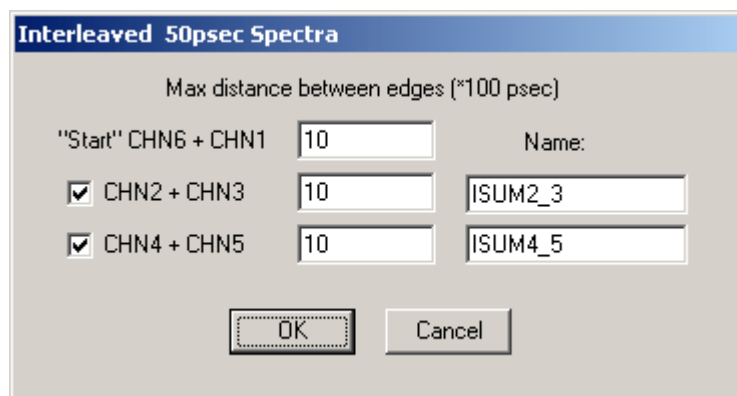 Interleaved  50psec Spectra
Max distance between edges (*100 psec)
"Start" CHN6 + CHN1 10 Name:
CHN2 + CHN3 10 ISUM2_3
CHN4 + CHN5 10 ISUM4_5
OK Cancel